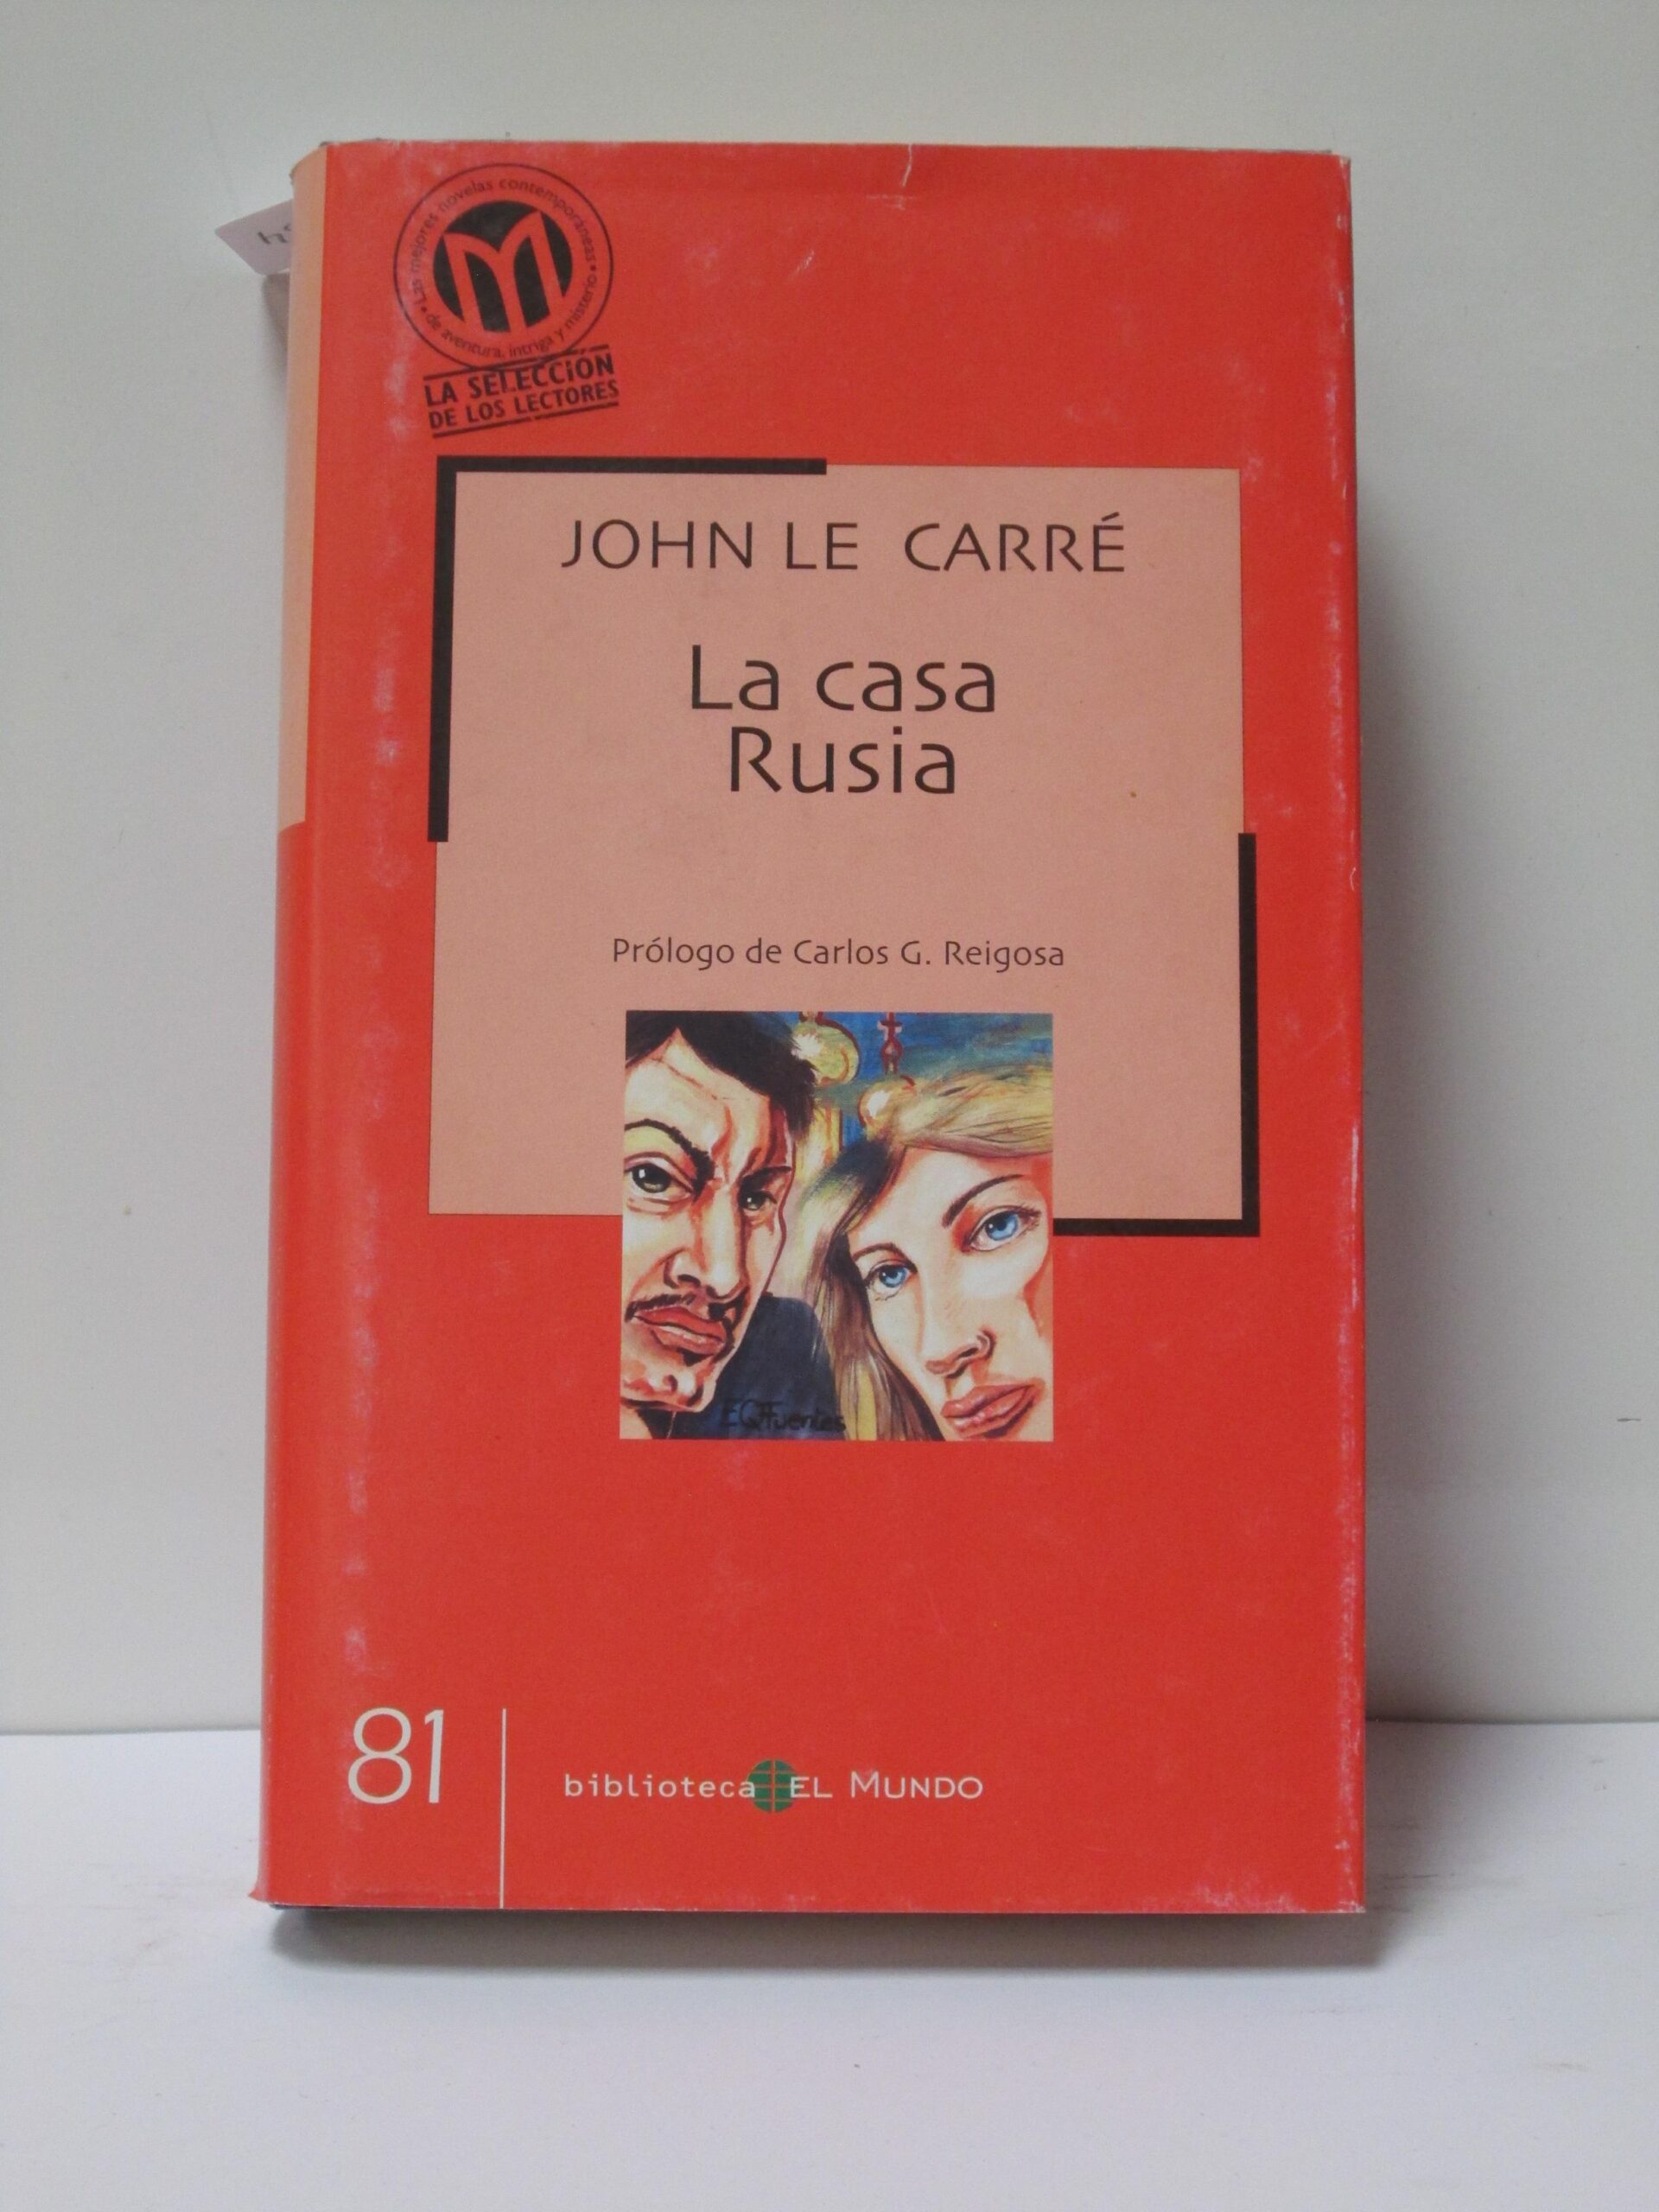 Las mejores novelas contemporáneas
de aventura, intriga y misterio
M
LA SELECCIÓN
DE LOS LECTORES
JOHN LE CARRÉ
La casa
Rusia
Prólogo de Carlos G. Reigosa
81
biblioteca EL MUNDO